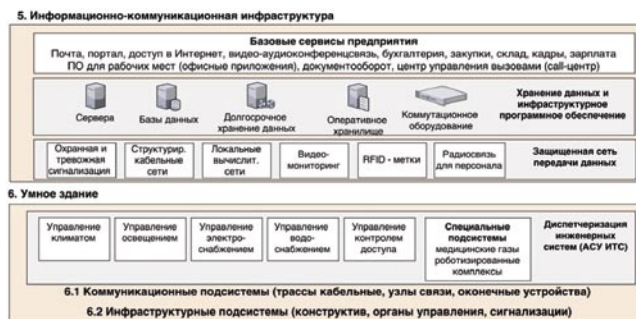 5. Информационно-коммуникационная инфраструктура
Базовые сервисы предприятия
Почта, портал, доступ в Интернет, видео-аудиоконференцсвязь, бухгалтерия, закупки, склад, кадры, зарплата
ПО для рабочих мест (офисные приложения), документооборот, центр управления вызовами (call-центр)
Сервера
Базы данных
Долгосрочное
хранение данных
Оперативное
хранилище
Коммутационное
оборудование
Хранение данных и
инфраструктурное
программное обеспечение
Охранная и
тревожная
сигнализация
Структурир.
кабельные
сети
Локальные
вычислит.
сети
Видео-
мониторинг
RFID - метки
Радиосвязь
для персонала
Защищенная сеть
передачи данных
6. Умное здание
Управление
климатом
Управление
освещением
Управление
электро-
снабжением
Управление
водо-
снабжением
Управление
контролем
доступа
Специальные
подсистемы
медицинские газы
роботизированные
комплексы
Диспетчеризация
инженерных
систем (АСУ ИТС)
6.1 Коммуникационные подсистемы (трассы кабельные, узлы связи, оконечные устройства)
6.2 Инфраструктурные подсистемы (конструктив, органы управления, сигнализации)